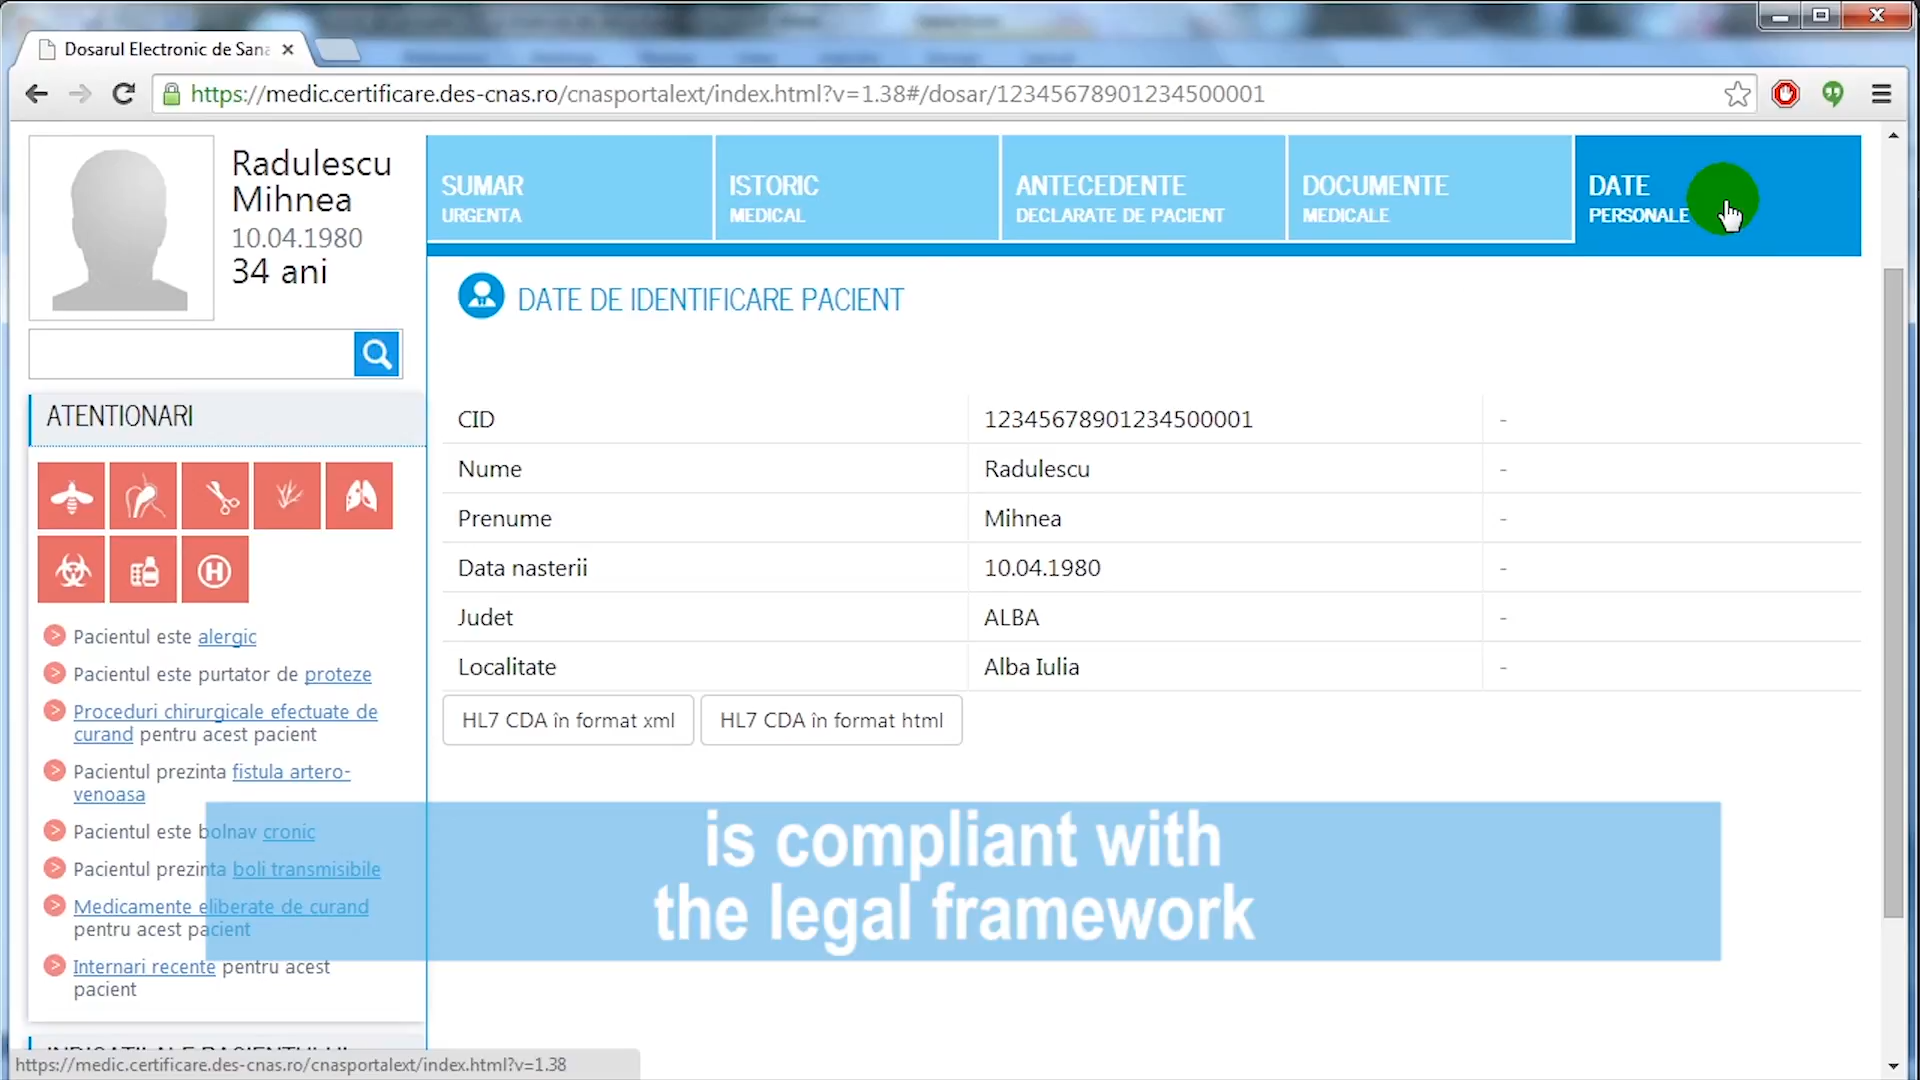 Dosarul Electronic de Sana
https://medic.certificare.des-cnas.ro/cnasportalext/index.html?v=1.38#/dosar/12345678901234500001
Radulescu
Mihnea
10.04.1980
34 ani
SUMAR
URGENTA
ISTORIC
MEDICAL
ANTECEDENTE
DECLARATE DE PACIENT
DOCUMENTE
MEDICALE
DATE
PERSONALE
DATE DE IDENTIFICARE PACIENT
CID 12345678901234500001 -
Nume Radulescu -
Prenume Mihnea -
Data nasterii 10.04.1980 -
Judet ALBA -
Localitate Alba Iulia -
HL7 CDA în format xml HL7 CDA în format html
ATENTIONARI
Pacientul este alergic
Pacientul este purtator de proteze
Proceduri chirurgicale efectuate de
curand pentru acest pacient
Pacientul prezinta fistula artero-
venoasa
Pacientul este bolnav cronic
Pacientul prezinta boli transmisibile
Medicamente eliberate de curand
pentru acest pacient
Internari recente pentru acest
pacient
is compliant with
the legal framework
https://medic.certificare.des-cnas.ro/cnasportalext/index.html?v=1.38